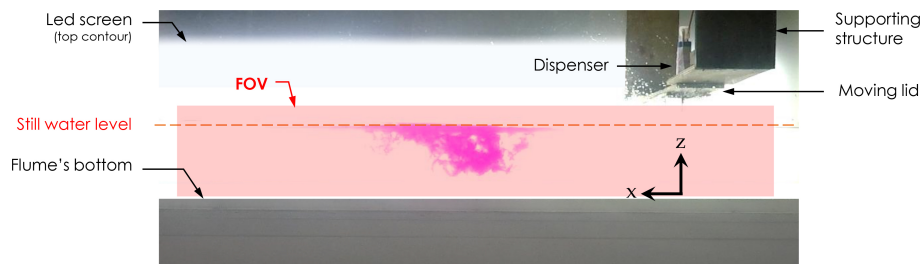 Led screen
(top contour)
FOV
Still water level
Flume's bottom
Dispenser
Supporting
structure
Moving lid
z
x